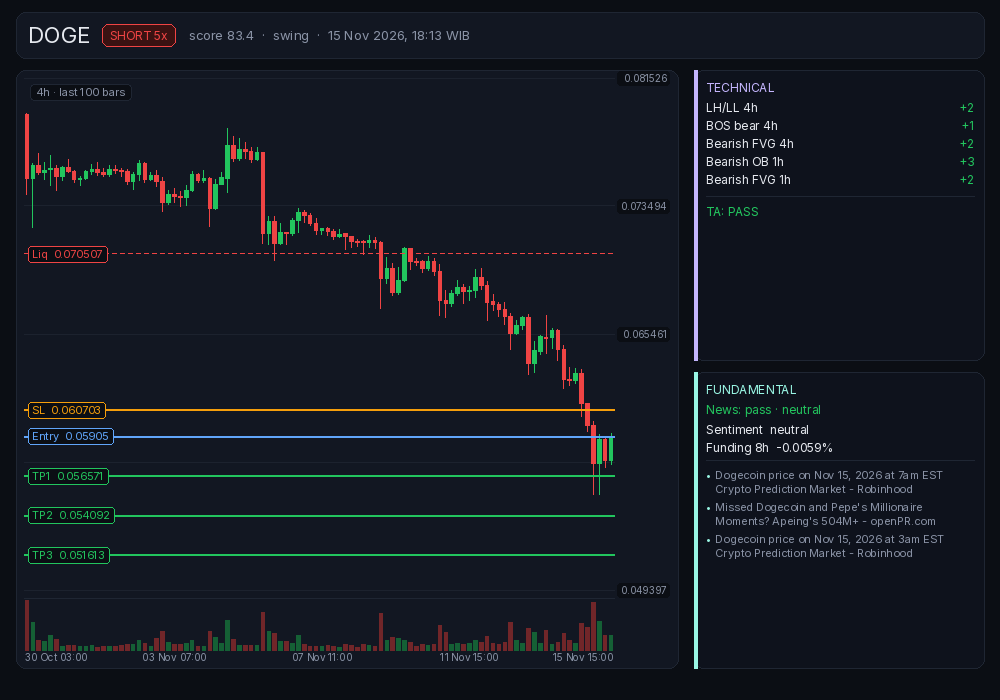 DOGE
SHORT 5x
score 83.4 · swing · 15 Nov 2026, 18:13 WIB
4h · last 100 bars
0.081526
0.073494
Liq 0.070507
0.065461
SL 0.060703
Entry 0.05905
TP1 0.056571
TP2 0.054092
TP3 0.051613
0.049397
30 Oct 03:00
03 Nov 07:00
07 Nov 11:00
11 Nov 15:00
15 Nov 15:00
TECHNICAL
LH/LL 4h +2
BOS bear 4h +1
Bearish FVG 4h +2
Bearish OB 1h +3
Bearish FVG 1h +2
TA: PASS
FUNDAMENTAL
News: pass · neutral
Sentiment neutral
Funding 8h -0.0059%
• Dogecoin price on Nov 15, 2026 at 7am EST
Crypto Prediction Market - Robinhood
• Missed Dogecoin and Pepe's Millionaire
Moments? Apeing's 504M+ - openPR.com
• Dogecoin price on Nov 15, 2026 at 3am EST
Crypto Prediction Market - Robinhood